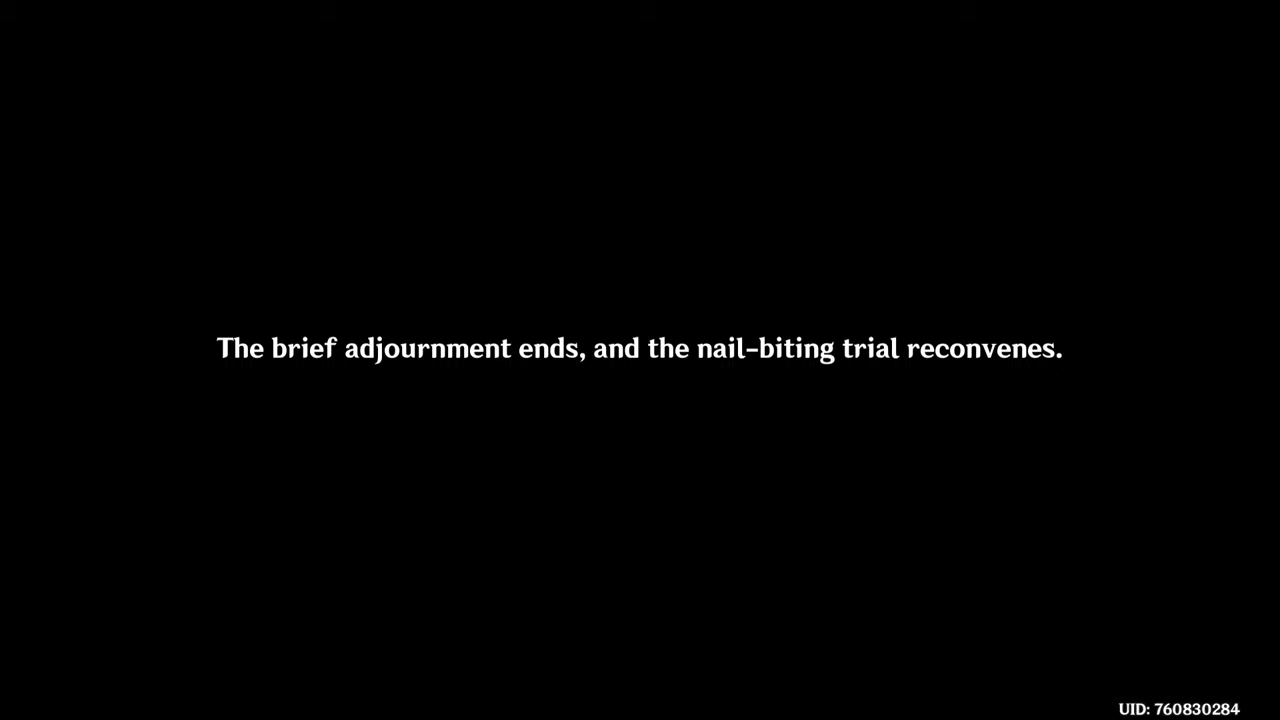 The brief adjournment ends, and the nail-biting trial reconvenes.
UID: 760830284